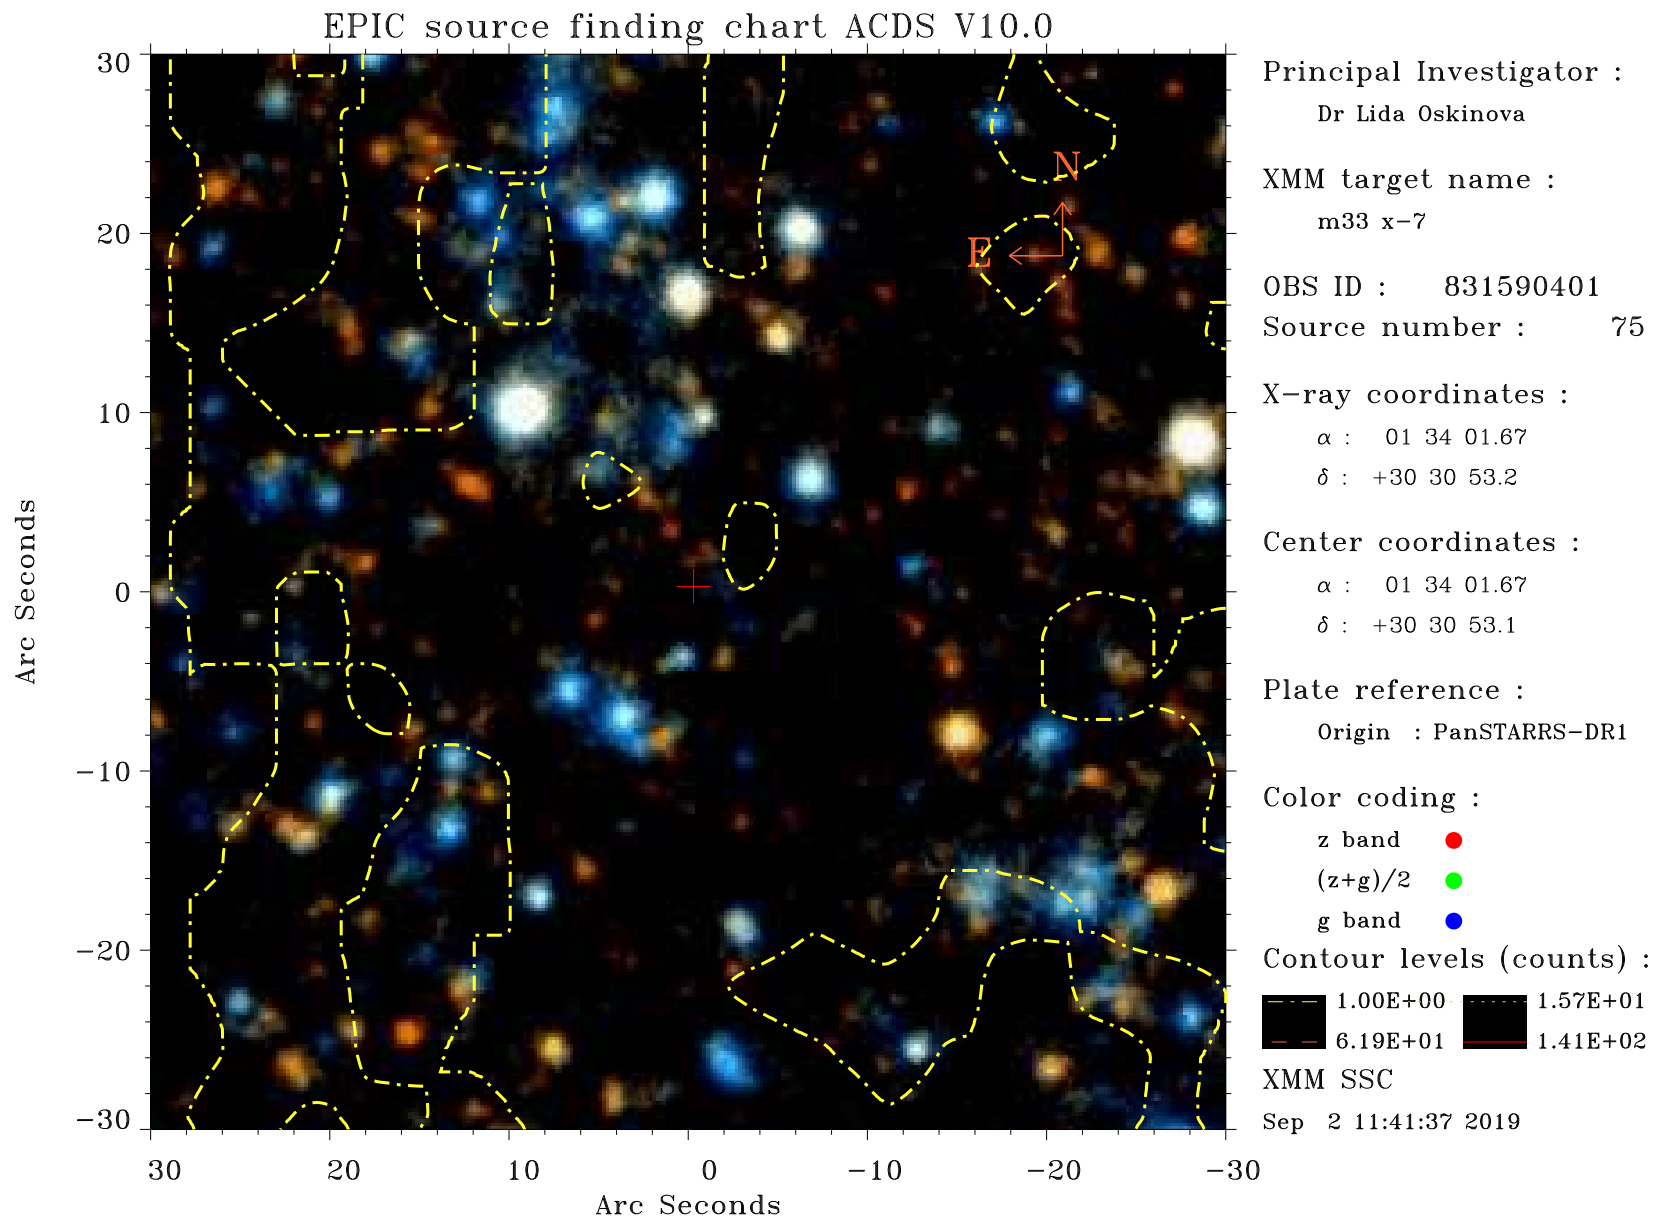 EPIC source finding chart ACDS V10.0
30
20
10
0
−10
−20
−30
Arc Seconds
30
20
10
0
−10
−20
−30
Arc Seconds
N
E
Principal Investigator :
Dr Lida Oskinova
XMM target name :
m33 x−7
OBS ID : 831590401
Source number : 75
X−ray coordinates :
α : 01 34 01.67
δ : +30 30 53.2
Center coordinates :
α : 01 34 01.67
δ : +30 30 53.1
Plate reference :
Origin : PanSTARRS−DR1
Color coding :
z band
(z+g)/2
g band
Contour levels (counts) :
1.00E+00 1.57E+01
6.19E+01 1.41E+02
XMM SSC
Sep 2 11:41:37 2019